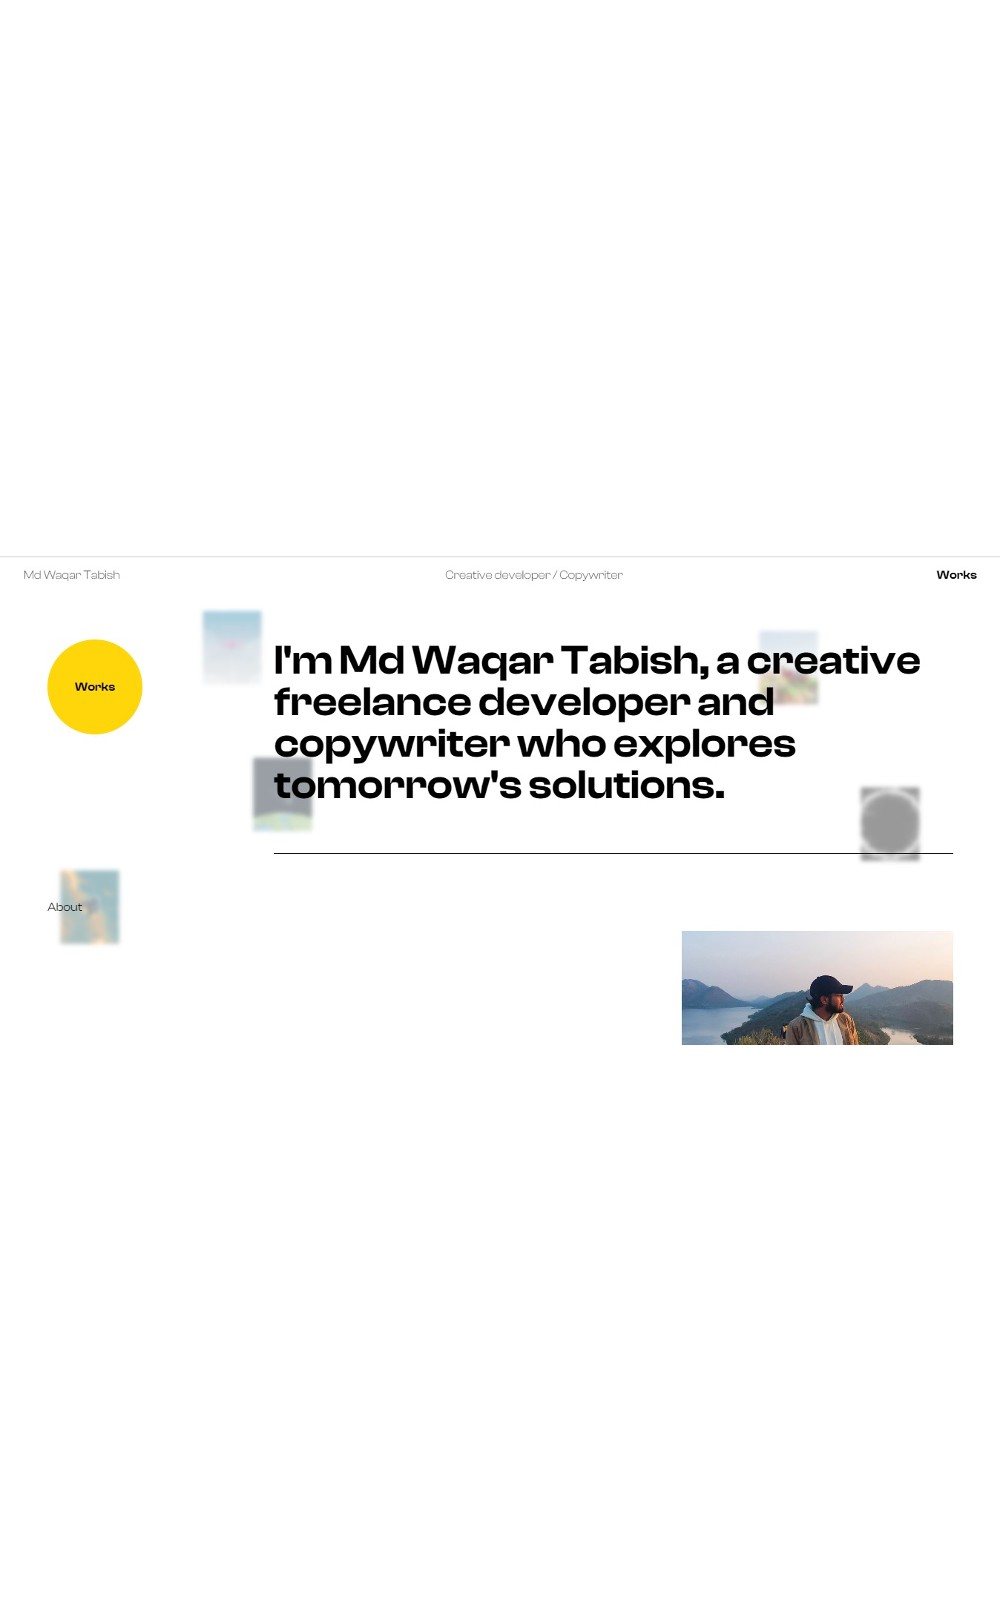 Md Waqar Tabish
Creative developer / Copywriter
Works
Works
I'm Md Waqar Tabish, a creative
freelance developer and
copywriter who explores
tomorrow's solutions.
About